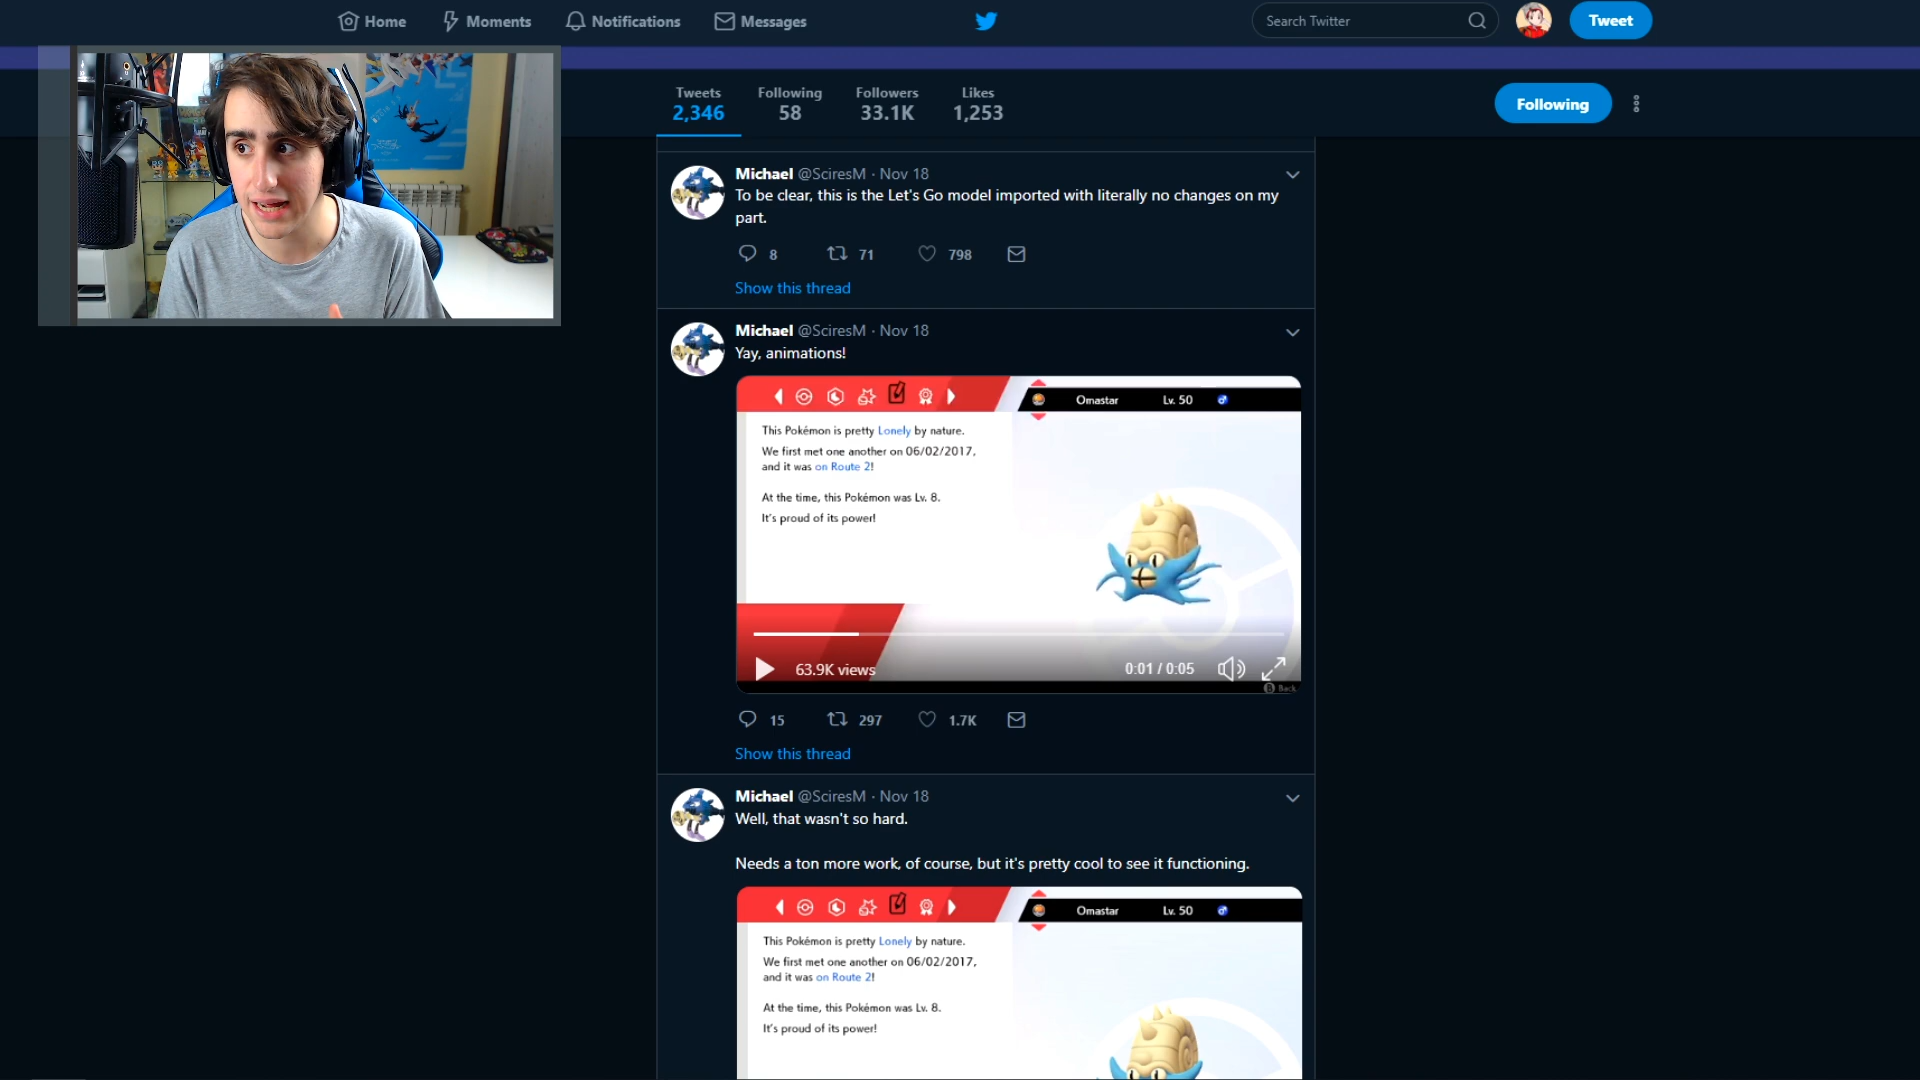 Home Moments Notifications Messages Search Twitter Tweet
Tweets Following Followers Likes
2,346 58 33.1K 1,253
Following
Michael @SciresM · Nov 18
To be clear, this is the Let's Go model imported with literally no changes on my
part.
8 71 798
Show this thread
Michael @SciresM · Nov 18
Yay, animations!
Omastar Lv. 50
This Pokémon is pretty Lonely by nature.
We first met one another on 06/02/2017,
and it was on Route 2!
At the time, this Pokémon was Lv. 8.
It's proud of its power!
63.9K views 0:01 / 0:05
B Back
15 297 1.7K
Show this thread
Michael @SciresM · Nov 18
Well, that wasn't so hard.
Needs a ton more work, of course, but it's pretty cool to see it functioning.
Omastar Lv. 50
This Pokémon is pretty Lonely by nature.
We first met one another on 06/02/2017,
and it was on Route 2!
At the time, this Pokémon was Lv. 8.
It's proud of its power!